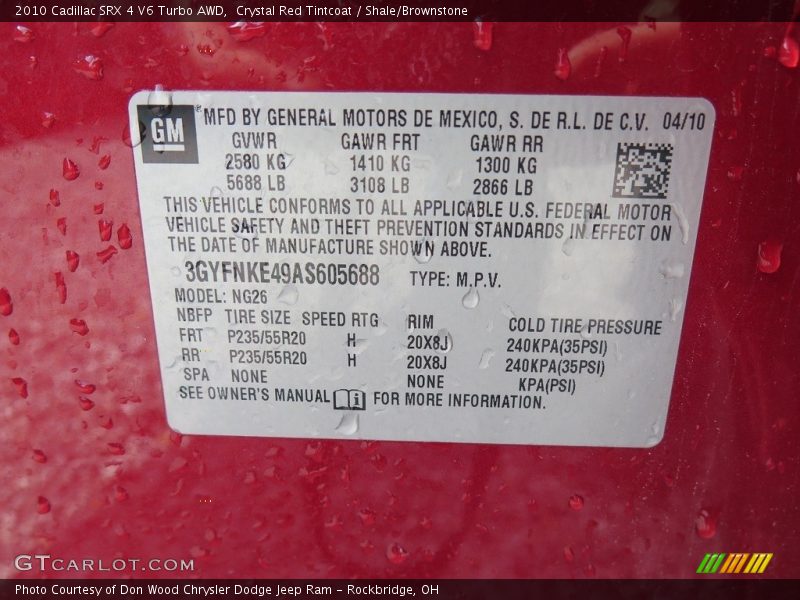 2010 Cadillac SRX 4 V6 Turbo AWD, Crystal Red Tintcoat / Shale/Brownstone
GM
® MFD BY GENERAL MOTORS DE MEXICO, S. DE R.L. DE C.V. 04/10
GVWR GAWR FRT GAWR RR
2580 KG 1410 KG 1300 KG
5688 LB 3108 LB 2866 LB
THIS VEHICLE CONFORMS TO ALL APPLICABLE U.S. FEDERAL MOTOR
VEHICLE SAFETY AND THEFT PREVENTION STANDARDS IN EFFECT ON
THE DATE OF MANUFACTURE SHOWN ABOVE.
3GYFNKE49AS605688 TYPE: M.P.V.
MODEL: NG26
NBFP TIRE SIZE SPEED RTG RIM COLD TIRE PRESSURE
FRT P235/55R20 H 20X8J 240KPA(35PSI)
RR P235/55R20 H 20X8J 240KPA(35PSI)
SPA NONE NONE KPA(PSI)
SEE OWNER'S MANUAL i FOR MORE INFORMATION.
GTCARLOT.COM
Photo Courtesy of Don Wood Chrysler Dodge Jeep Ram - Rockbridge, OH